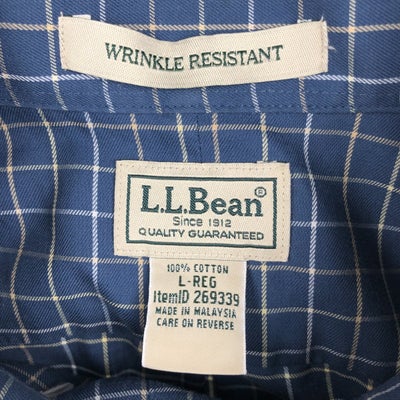 WRINKLE RESISTANT
L.L.Bean®
Since 1912
QUALITY GUARANTEED
100% COTTON
L-REG
ItemID 269339
MADE IN MALAYSIA
CARE ON REVERSE